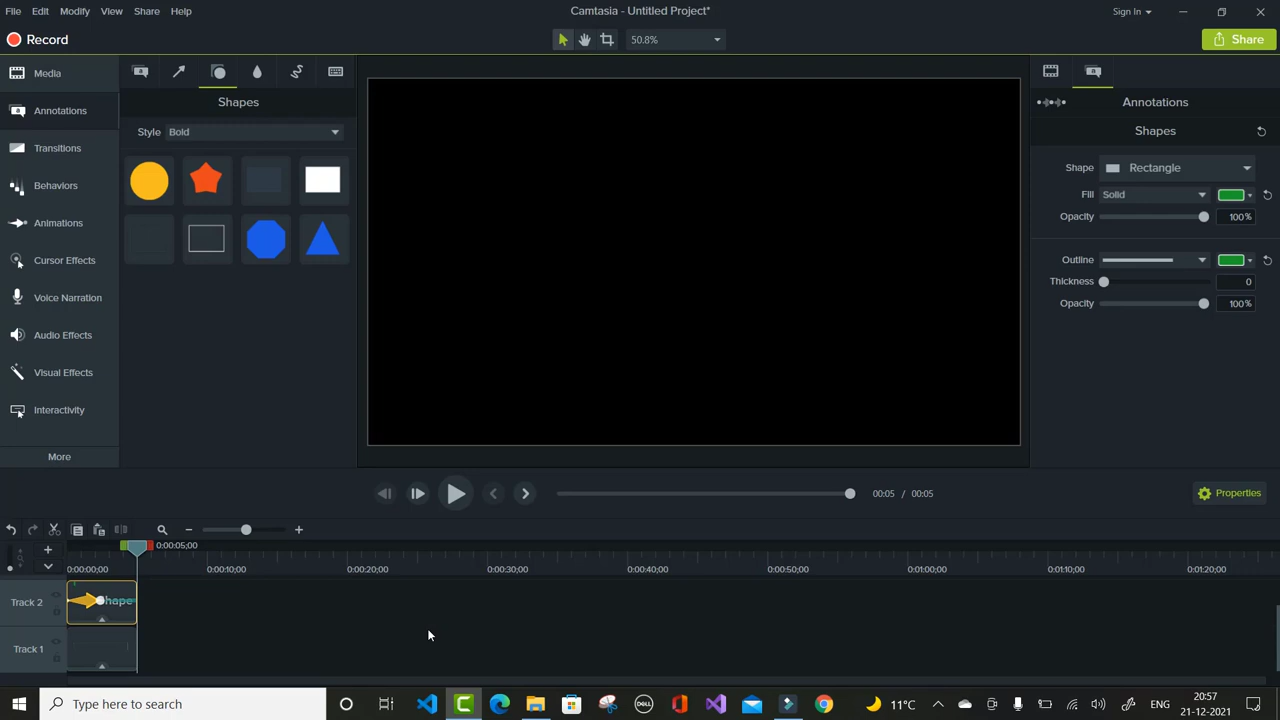 File Edit Modify View Share Help Camtasia - Untitled Project* Sign In
Record 50.8% Share
Media
Annotations
Transitions
Behaviors
Animations
Cursor Effects
Voice Narration
Audio Effects
Visual Effects
Interactivity
More
Shapes
Style Bold
Annotations
Shapes
Shape Rectangle
Fill Solid
Opacity 100%
Outline
Thickness 0
Opacity 100%
00:05 / 00:05 Properties
0:00:05;00
0:00:00;00 0:00:10;00 0:00:20;00 0:00:30;00 0:00:40;00 0:00:50;00 0:01:00;00 0:01:10;00 0:01:20;00
Track 2 Shape
Track 1
Type here to search
DELL
11°C ENG 20:57
21-12-2021